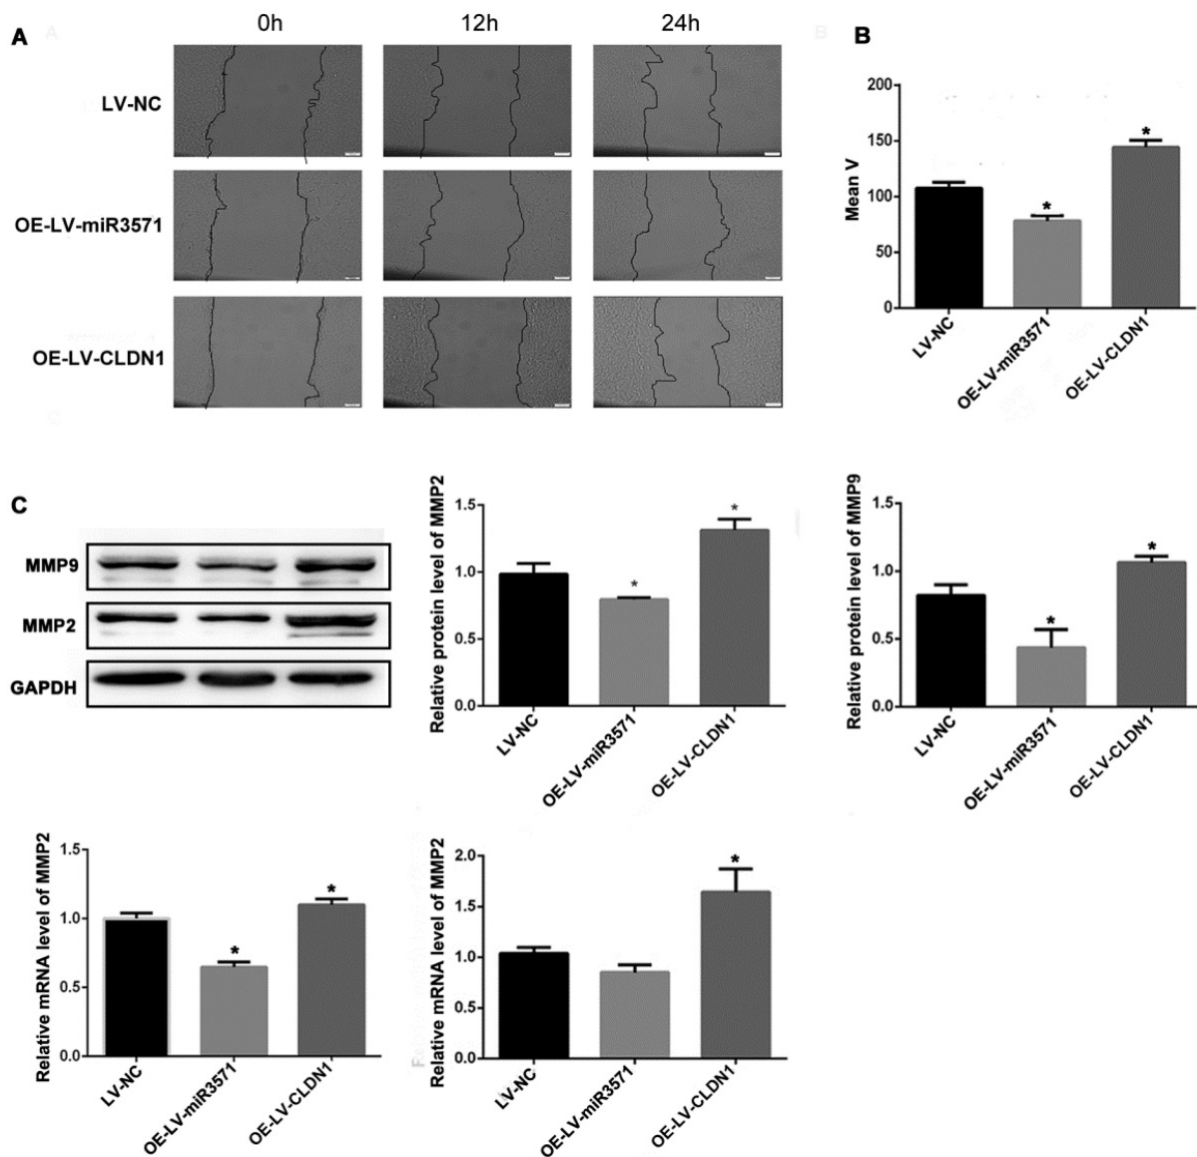 A
0h
12h
24h
LV-NC
OE-LV-miR3571
OE-LV-CLDN1
B
Mean V
200
150
100
50
0
*
*
LV-NC
OE-LV-miR3571
OE-LV-CLDN1
C
MMP9
MMP2
GAPDH
Relative protein level of MMP2
1.5
1.0
0.5
0.0
*
*
LV-NC
OE-LV-miR3571
OE-LV-CLDN1
Relative protein level of MMP9
1.5
1.0
0.5
0.0
*
*
LV-NC
OE-LV-miR3571
OE-LV-CLDN1
Relative mRNA level of MMP2
1.5
1.0
0.5
0.0
*
*
LV-NC
OE-LV-miR3571
OE-LV-CLDN1
Relative mRNA level of MMP2
2.0
1.5
1.0
0.5
0.0
*
LV-NC
OE-LV-miR3571
OE-LV-CLDN1